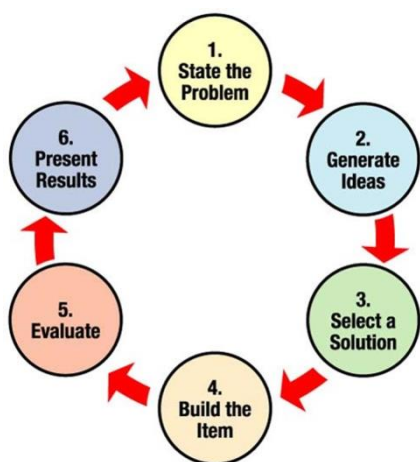 1.
State the
Problem
2.
Generate
Ideas
3.
Select a
Solution
4.
Build the
Item
5.
Evaluate
6.
Present
Results